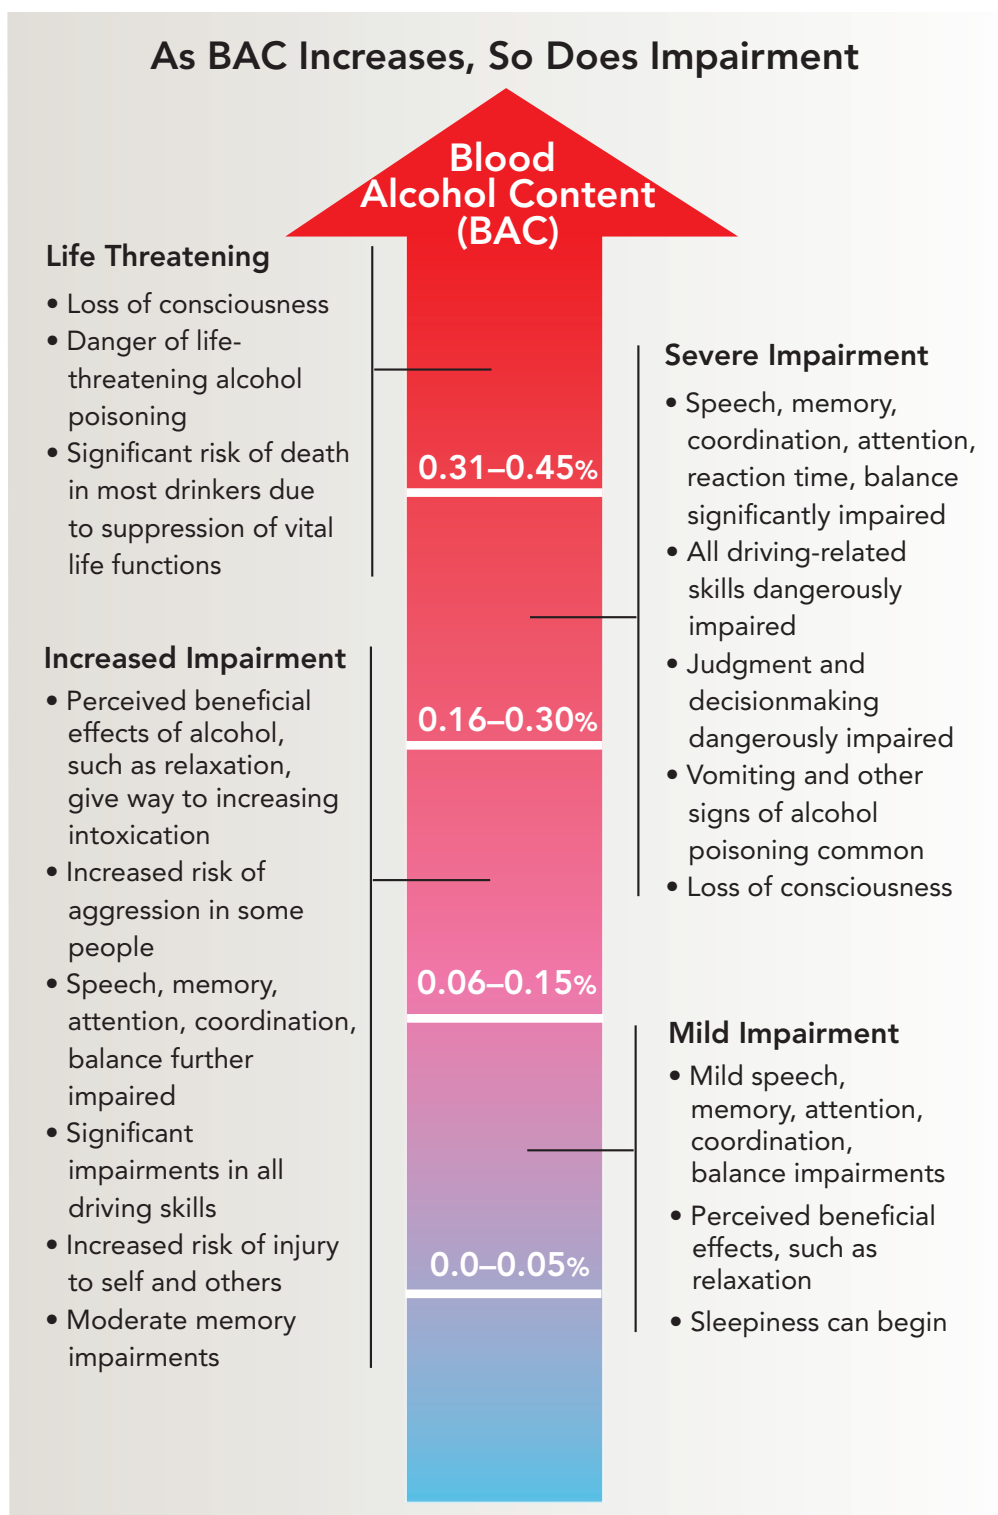 As BAC Increases, So Does Impairment
Blood
Alcohol Content
(BAC)
Life Threatening
• Loss of consciousness
• Danger of life-
threatening alcohol
poisoning
• Significant risk of death
in most drinkers due
to suppression of vital
life functions
0.31–0.45%
Severe Impairment
• Speech, memory,
coordination, attention,
reaction time, balance
significantly impaired
• All driving-related
skills dangerously
impaired
• Judgment and
decisionmaking
dangerously impaired
• Vomiting and other
signs of alcohol
poisoning common
• Loss of consciousness
0.16–0.30%
Increased Impairment
• Perceived beneficial
effects of alcohol,
such as relaxation,
give way to increasing
intoxication
• Increased risk of
aggression in some
people
• Speech, memory,
attention, coordination,
balance further
impaired
• Significant
impairments in all
driving skills
• Increased risk of injury
to self and others
• Moderate memory
impairments
0.06–0.15%
Mild Impairment
• Mild speech,
memory, attention,
coordination,
balance impairments
• Perceived beneficial
effects, such as
relaxation
• Sleepiness can begin
0.0–0.05%